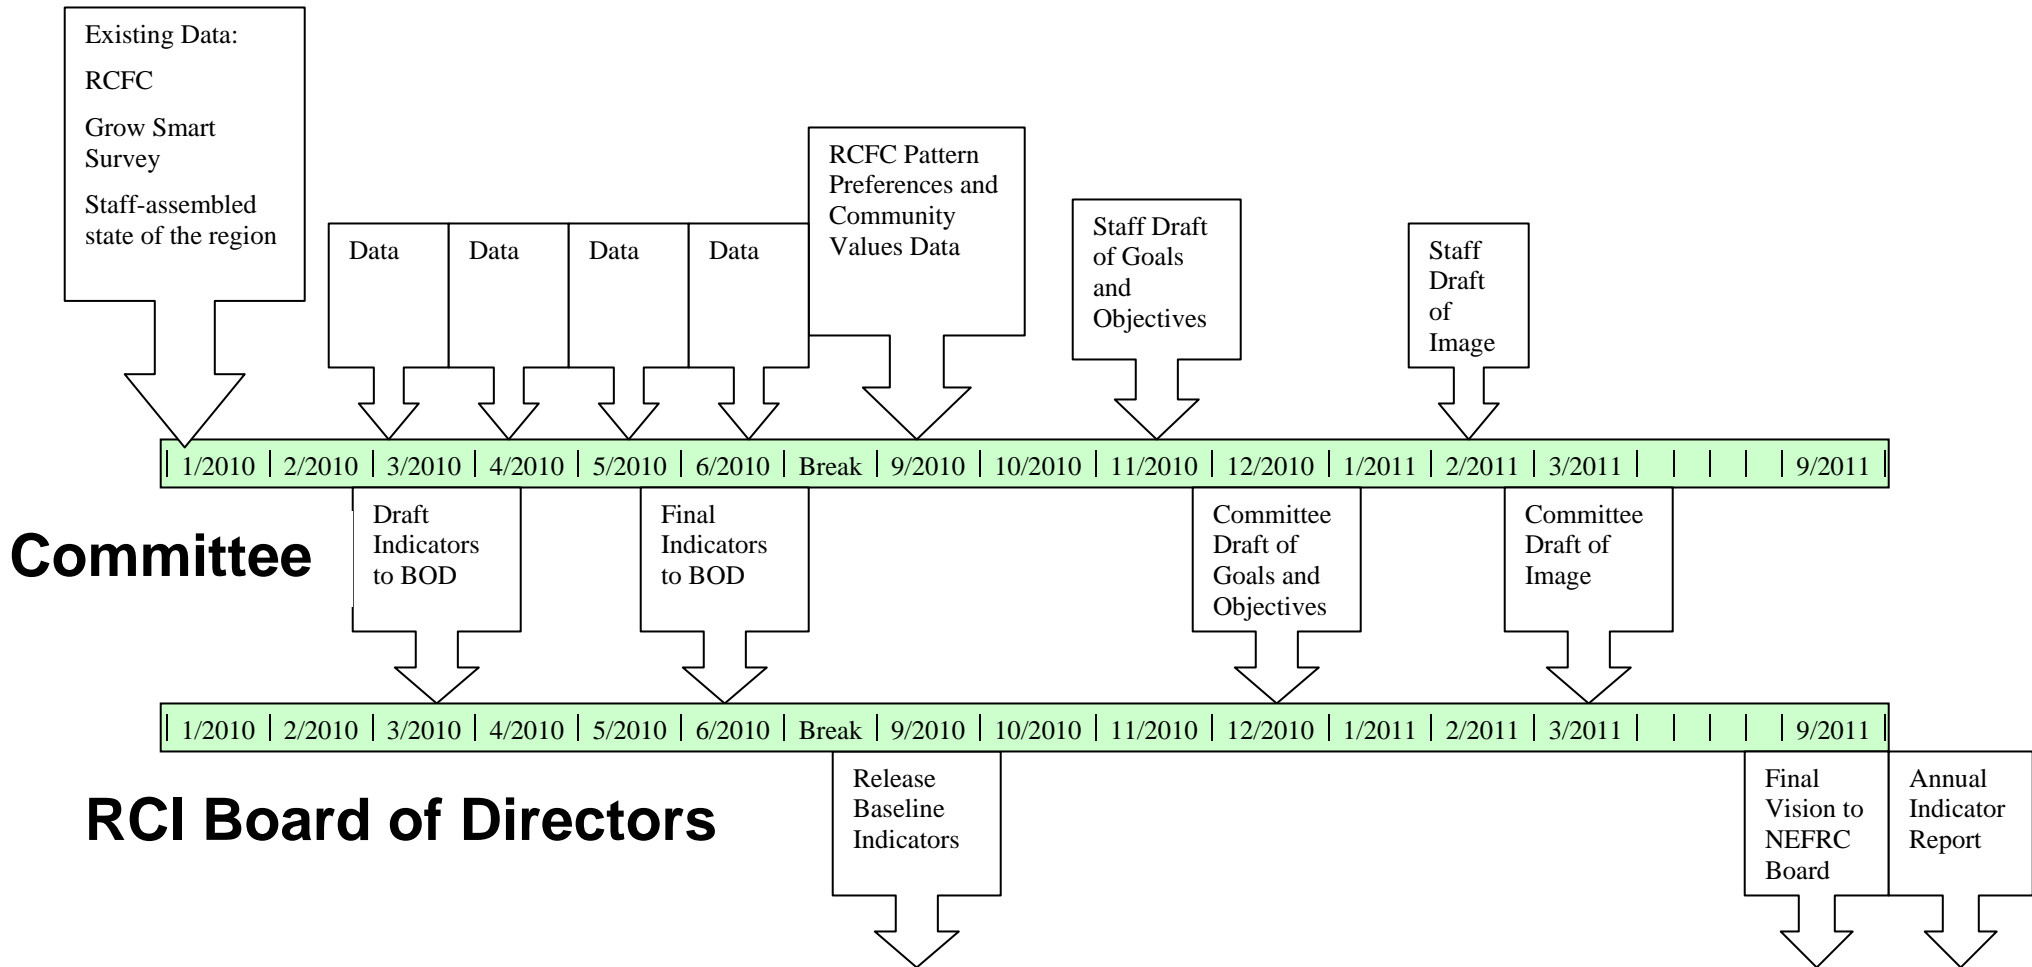 Existing Data:
RCFC
Grow Smart
Survey
Staff-assembled
state of the region
Data
Data
Data
Data
RCFC Pattern
Preferences and
Community
Values Data
Staff Draft
of Goals
and
Objectives
Staff
Draft
of
Image
| 1/2010 | 2/2010 | 3/2010 | 4/2010 | 5/2010 | 6/2010 | Break | 9/2010 | 10/2010 | 11/2010 | 12/2010 | 1/2011 | 2/2011 | 3/2011 | | | | | 9/2011 |
Committee
Draft
Indicators
to BOD
Final
Indicators
to BOD
Committee
Draft of
Goals and
Objectives
Committee
Draft of
Image
| 1/2010 | 2/2010 | 3/2010 | 4/2010 | 5/2010 | 6/2010 | Break | 9/2010 | 10/2010 | 11/2010 | 12/2010 | 1/2011 | 2/2011 | 3/2011 | | | | | 9/2011 |
RCI Board of Directors
Release
Baseline
Indicators
Final
Vision to
NEFRC
Board
Annual
Indicator
Report